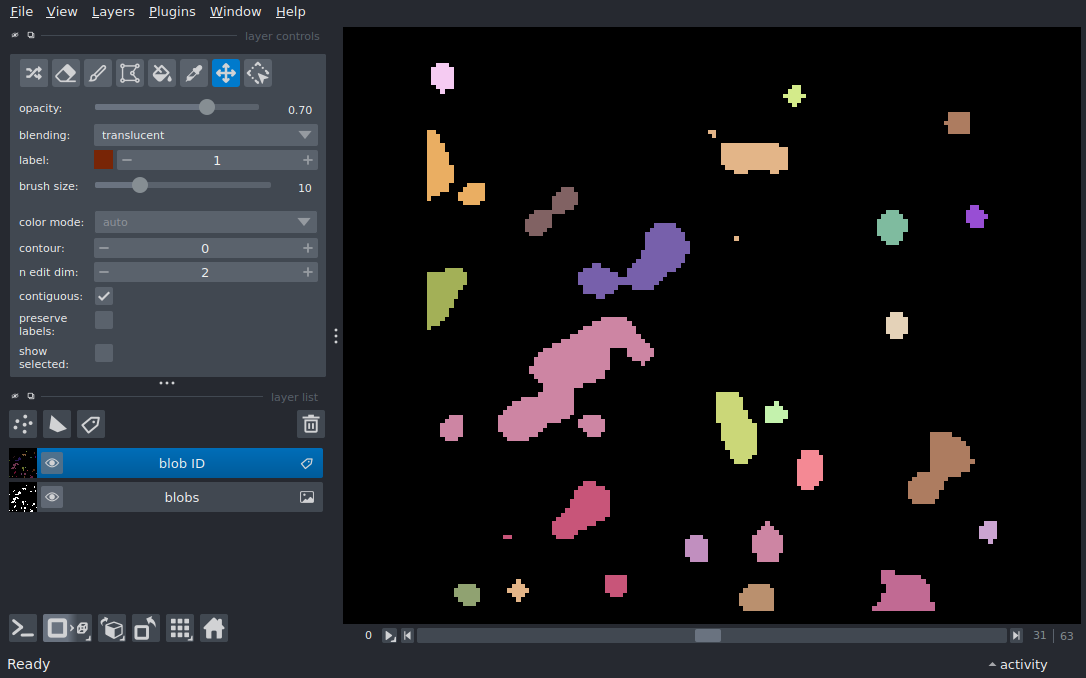 File View Layers Plugins Window Help
layer controls
opacity: 0.70
blending: translucent
label: 1
brush size: 10
color mode: auto
contour: 0
n edit dim: 2
contiguous:
preserve
labels:
show
selected:
layer list
blob ID
blobs
0 31 | 63
Ready activity